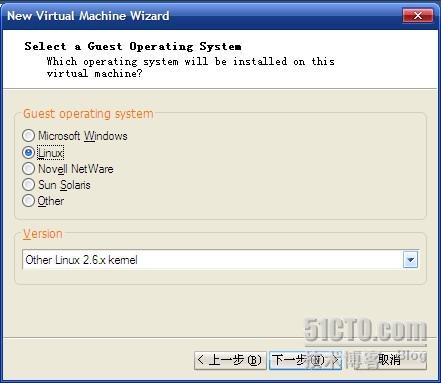 New Virtual Machine Wizard
Select a Guest Operating System
Which operating system will be installed on this
virtual machine?
Guest operating system
Microsoft Windows
Linux
Novell NetWare
Sun Solaris
Other
Version
Other Linux 2.6.x kernel
51CTO.com
< 上一步(B) 下一步(N) > 取消
技术博客 Blog